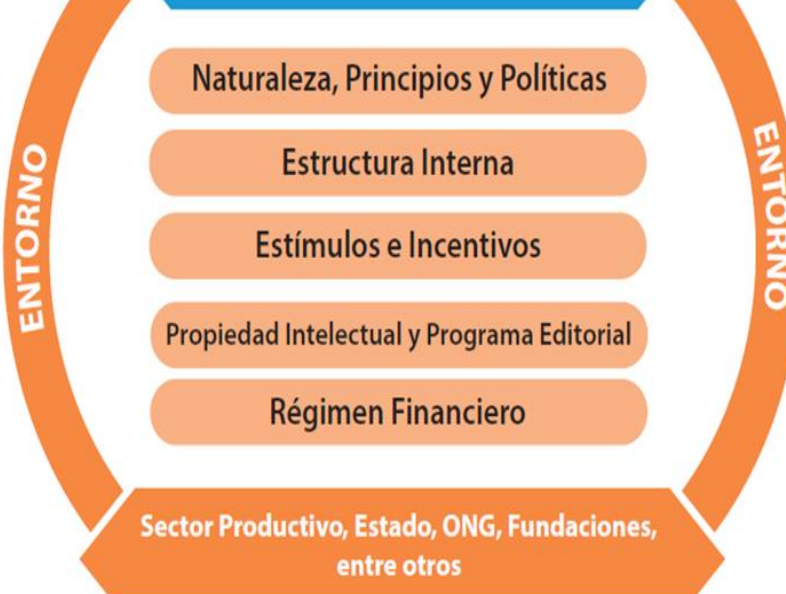 Naturaleza, Principios y Políticas
ENTORNO
ENTORNO
Estructura Interna
Estímulos e Incentivos
Propiedad Intelectual y Programa Editorial
Régimen Financiero
Sector Productivo, Estado, ONG, Fundaciones,
entre otros